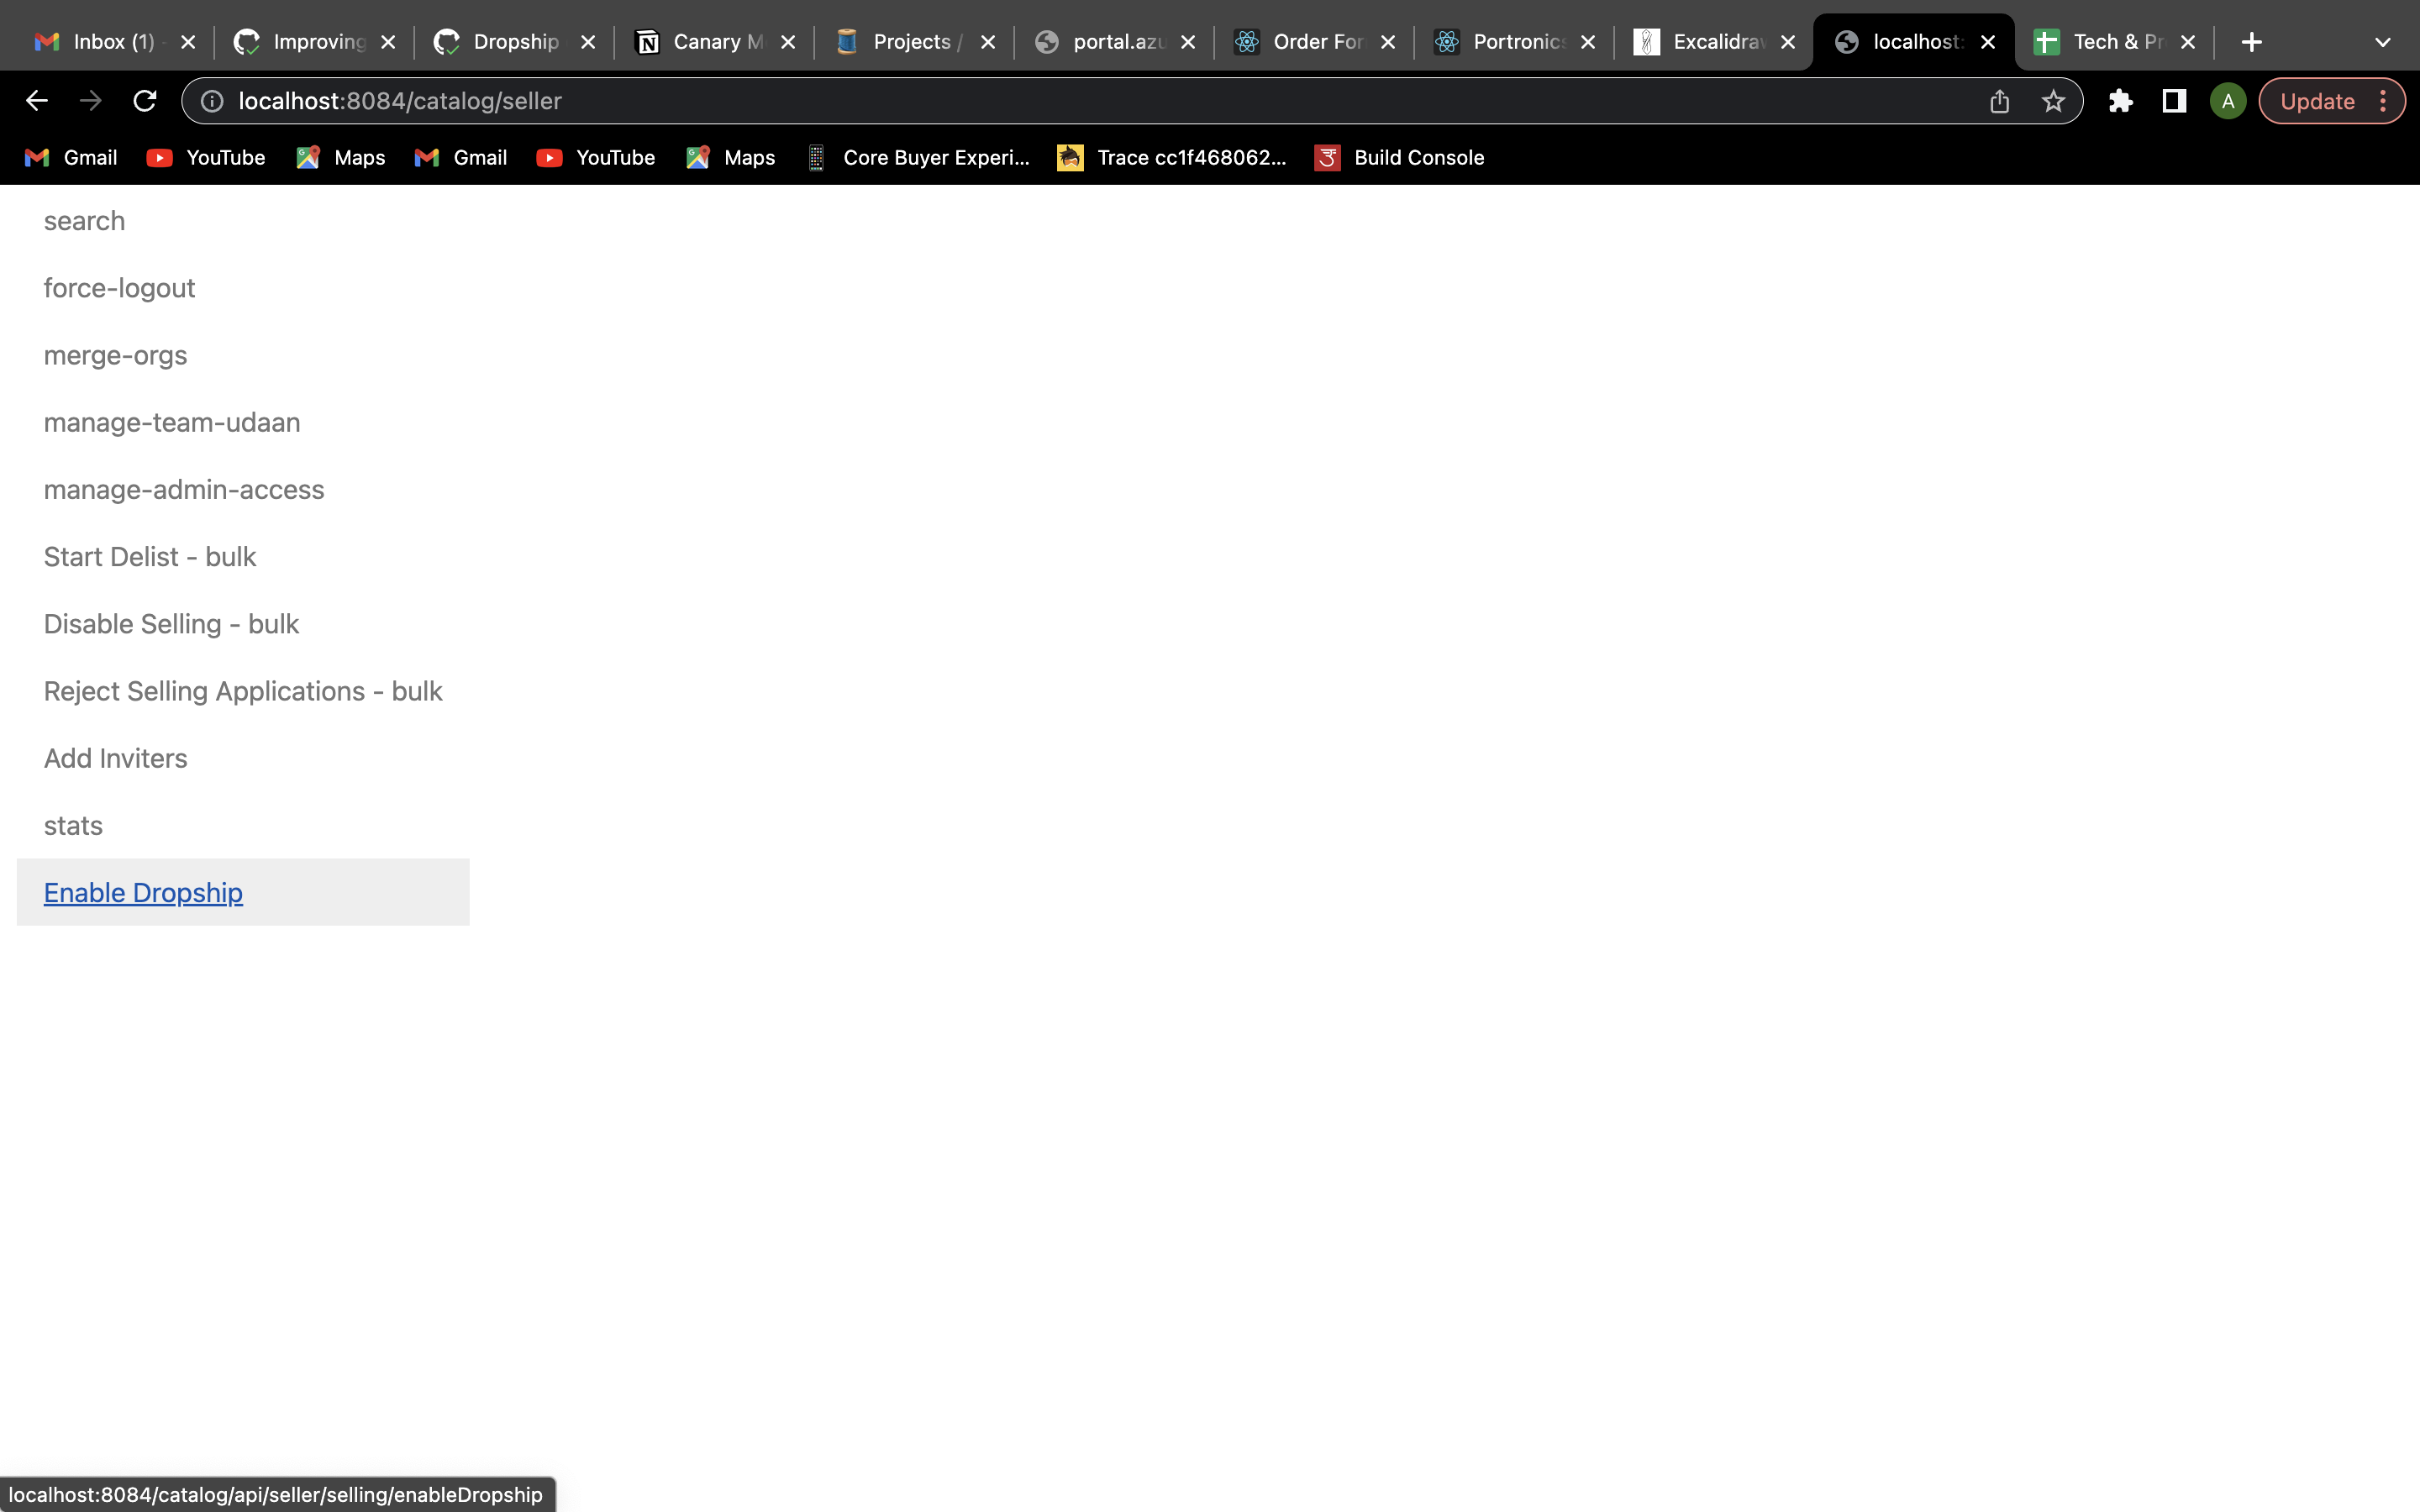 Inbox (1) - Improving Dropship Canary M Projects / portal.azu Order For Portronics Excalidraw localhost: Tech & Pr
localhost:8084/catalog/seller A Update
Gmail YouTube Maps Gmail YouTube Maps Core Buyer Experi... Trace cc1f468062... Build Console
search
force-logout
merge-orgs
manage-team-udaan
manage-admin-access
Start Delist - bulk
Disable Selling - bulk
Reject Selling Applications - bulk
Add Inviters
stats
Enable Dropship
localhost:8084/catalog/api/seller/selling/enableDropship